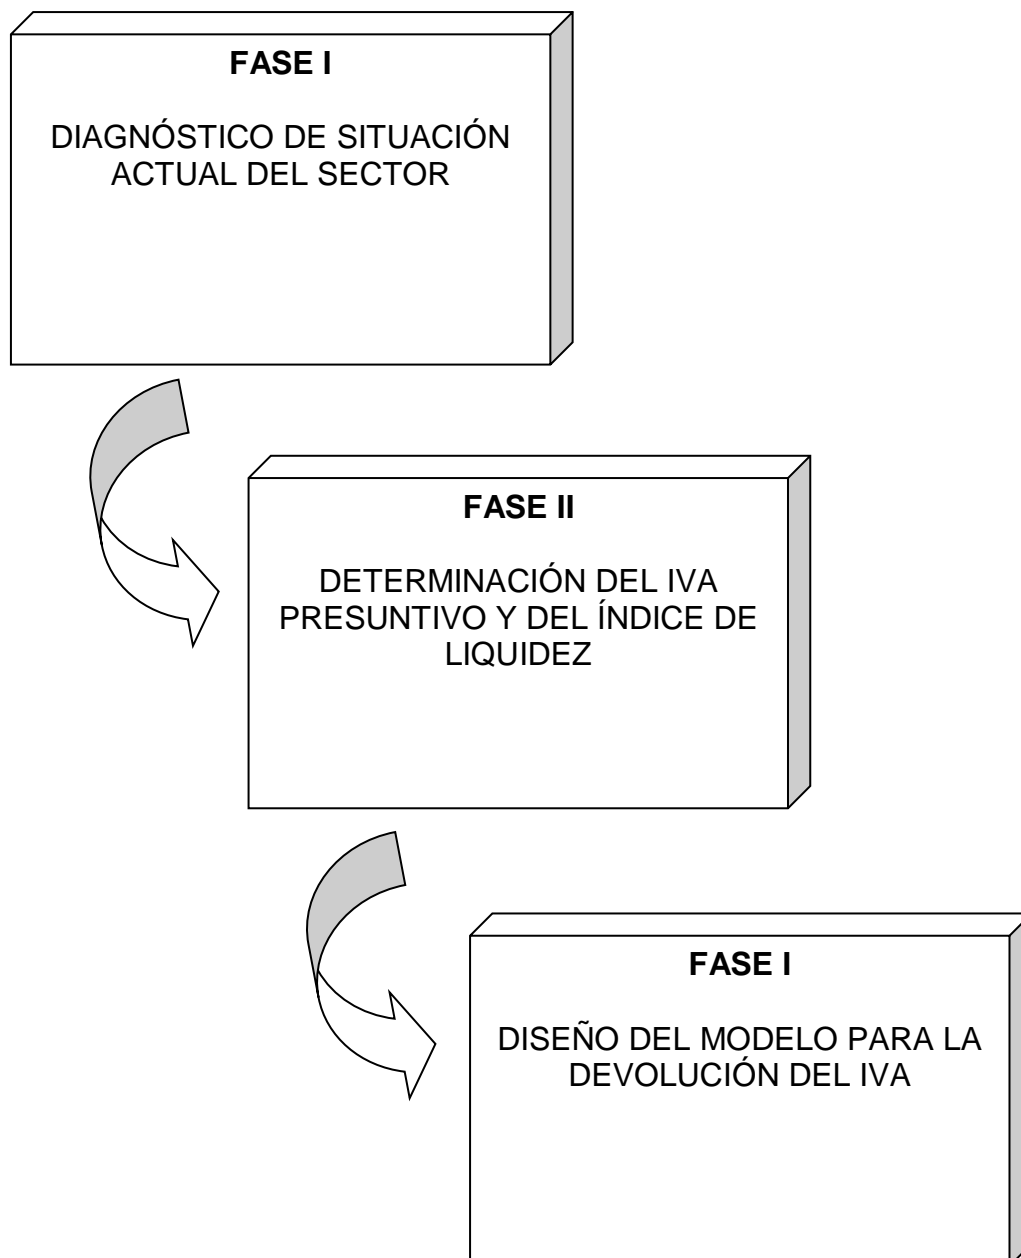 FASE I
DIAGNÓSTICO DE SITUACIÓN
ACTUAL DEL SECTOR
FASE II
DETERMINACIÓN DEL IVA
PRESUNTIVO Y DEL ÍNDICE DE
LIQUIDEZ
FASE I
DISEÑO DEL MODELO PARA LA
DEVOLUCIÓN DEL IVA